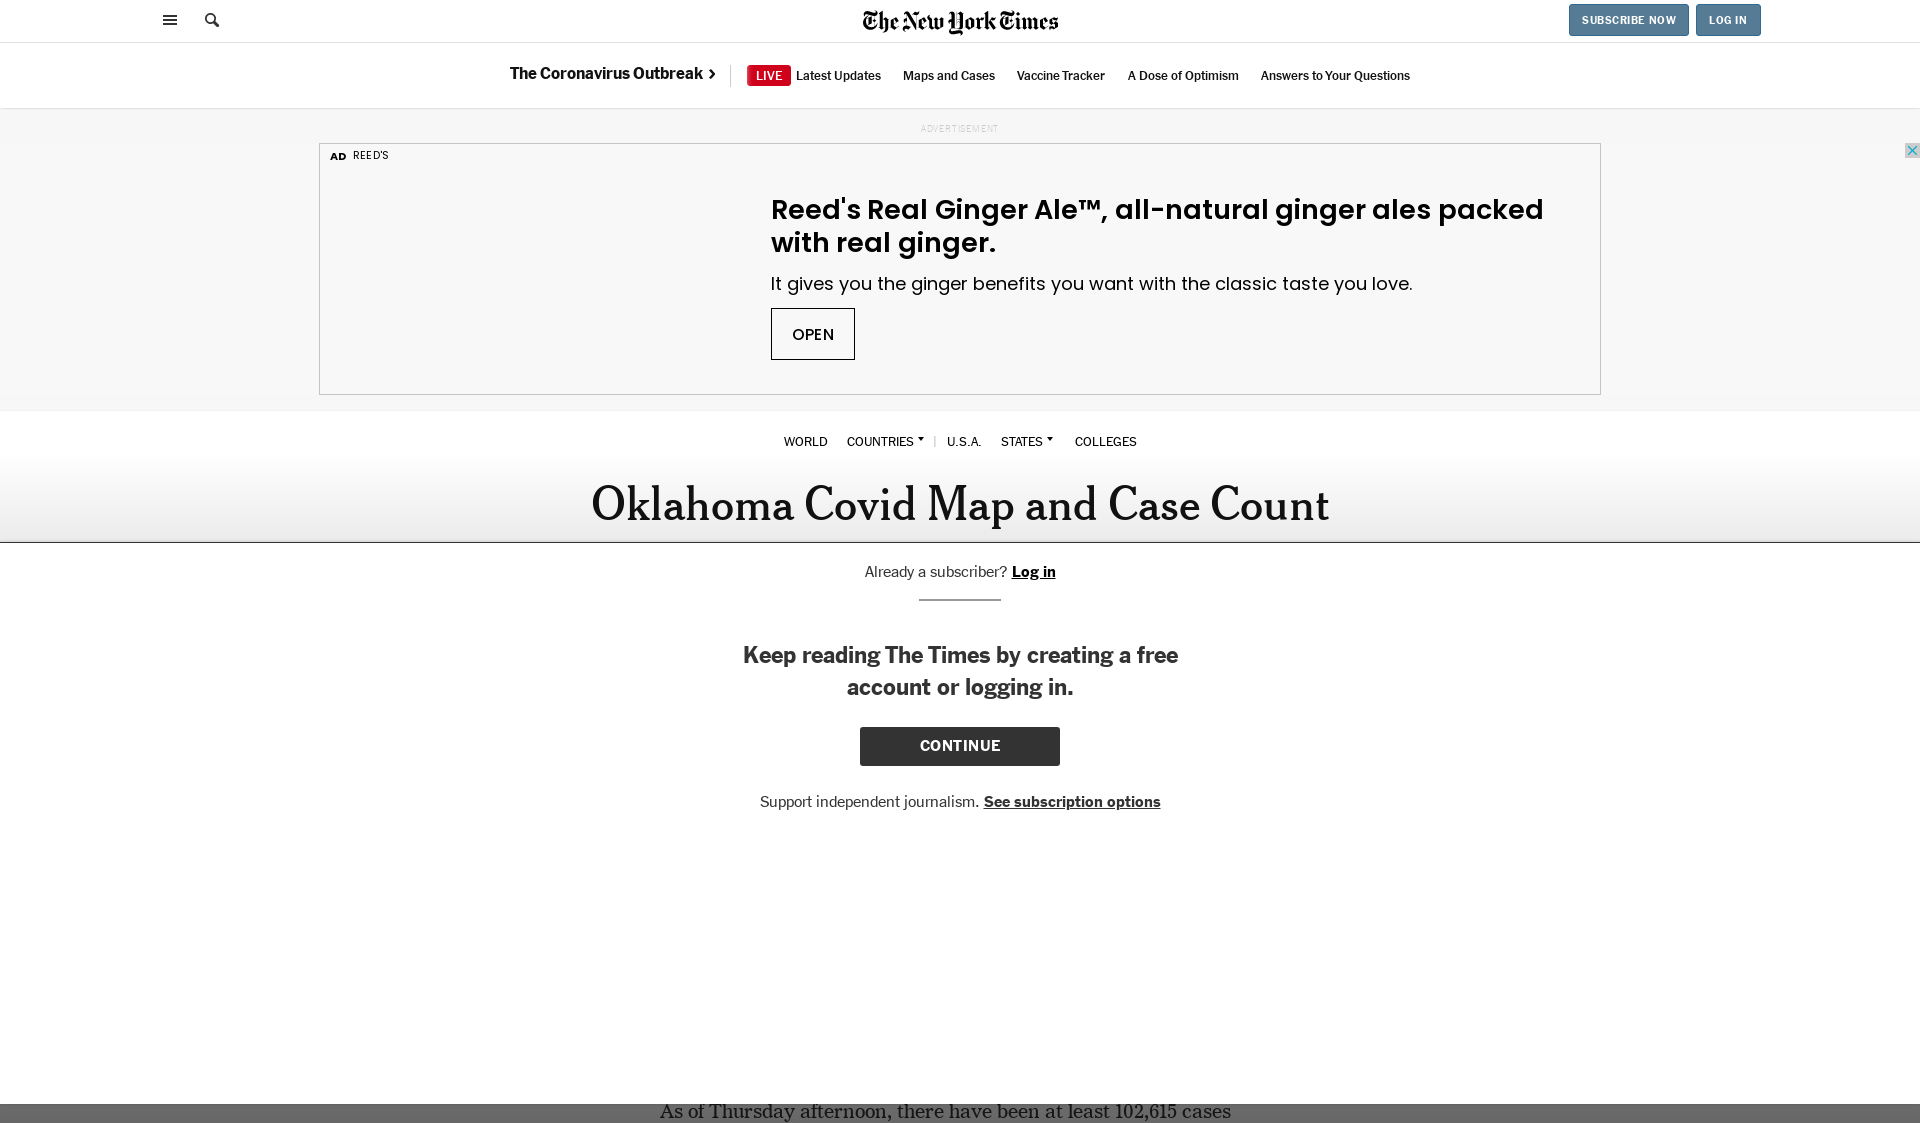 The New York Times
SUBSCRIBE NOW
LOG IN
The Coronavirus Outbreak ›
LIVE Latest Updates
Maps and Cases
Vaccine Tracker
A Dose of Optimism
Answers to Your Questions
ADVERTISEMENT
AD REED'S
Reed's Real Ginger Ale™, all-natural ginger ales packed
with real ginger.
It gives you the ginger benefits you want with the classic taste you love.
OPEN
WORLD COUNTRIES | U.S.A. STATES COLLEGES
Oklahoma Covid Map and Case Count
Already a subscriber? Log in
Keep reading The Times by creating a free
account or logging in.
CONTINUE
Support independent journalism. See subscription options
As of Thursday afternoon, there have been at least 102,615 cases